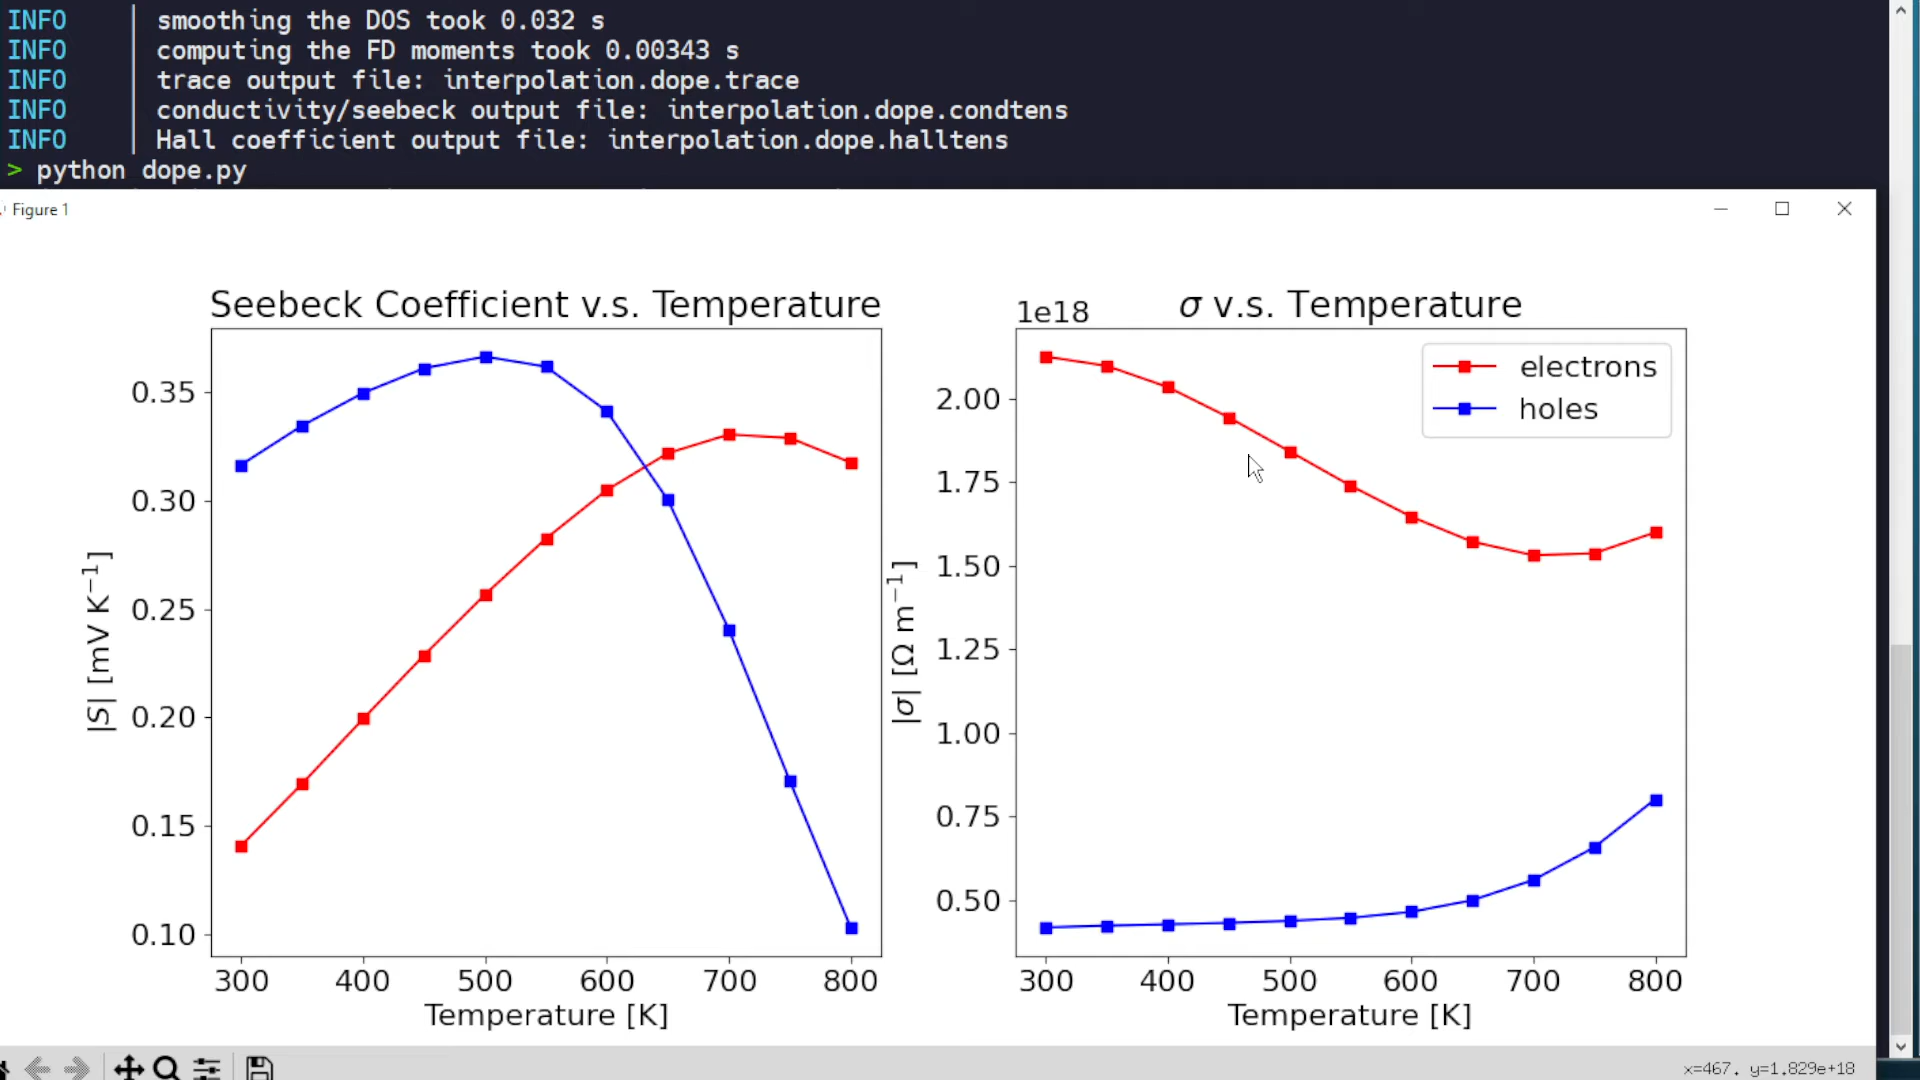 INFO smoothing the DOS took 0.032 s
INFO computing the FD moments took 0.00343 s
INFO trace output file: interpolation.dope.trace
INFO conductivity/seebeck output file: interpolation.dope.condtens
INFO Hall coefficient output file: interpolation.dope.halltens
> python dope.py
Figure 1
Seebeck Coefficient v.s. Temperature
|S| [mV K⁻¹]
0.35
0.30
0.25
0.20
0.15
0.10
300 400 500 600 700 800
Temperature [K]
1e18
σ v.s. Temperature
electrons
holes
|σ| [Ω m⁻¹]
2.00
1.75
1.50
1.25
1.00
0.75
0.50
300 400 500 600 700 800
Temperature [K]
x=467. y=1.829e+18